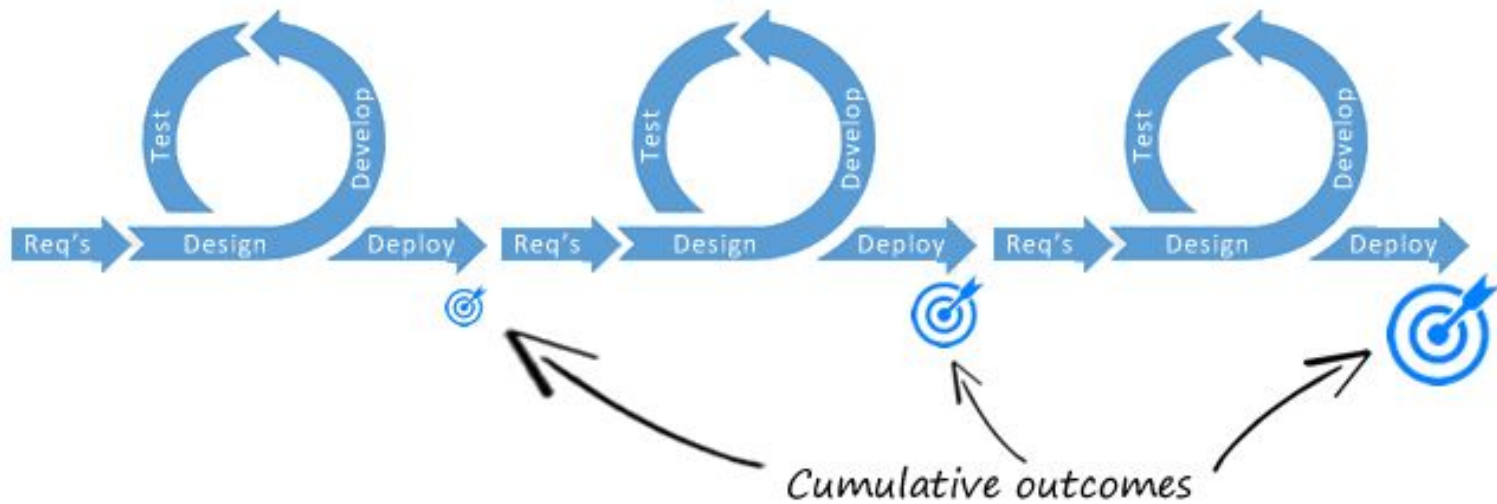 Test
Develop
Req's
Design
Deploy
Test
Develop
Req's
Design
Deploy
Test
Develop
Req's
Design
Deploy
Cumulative outcomes